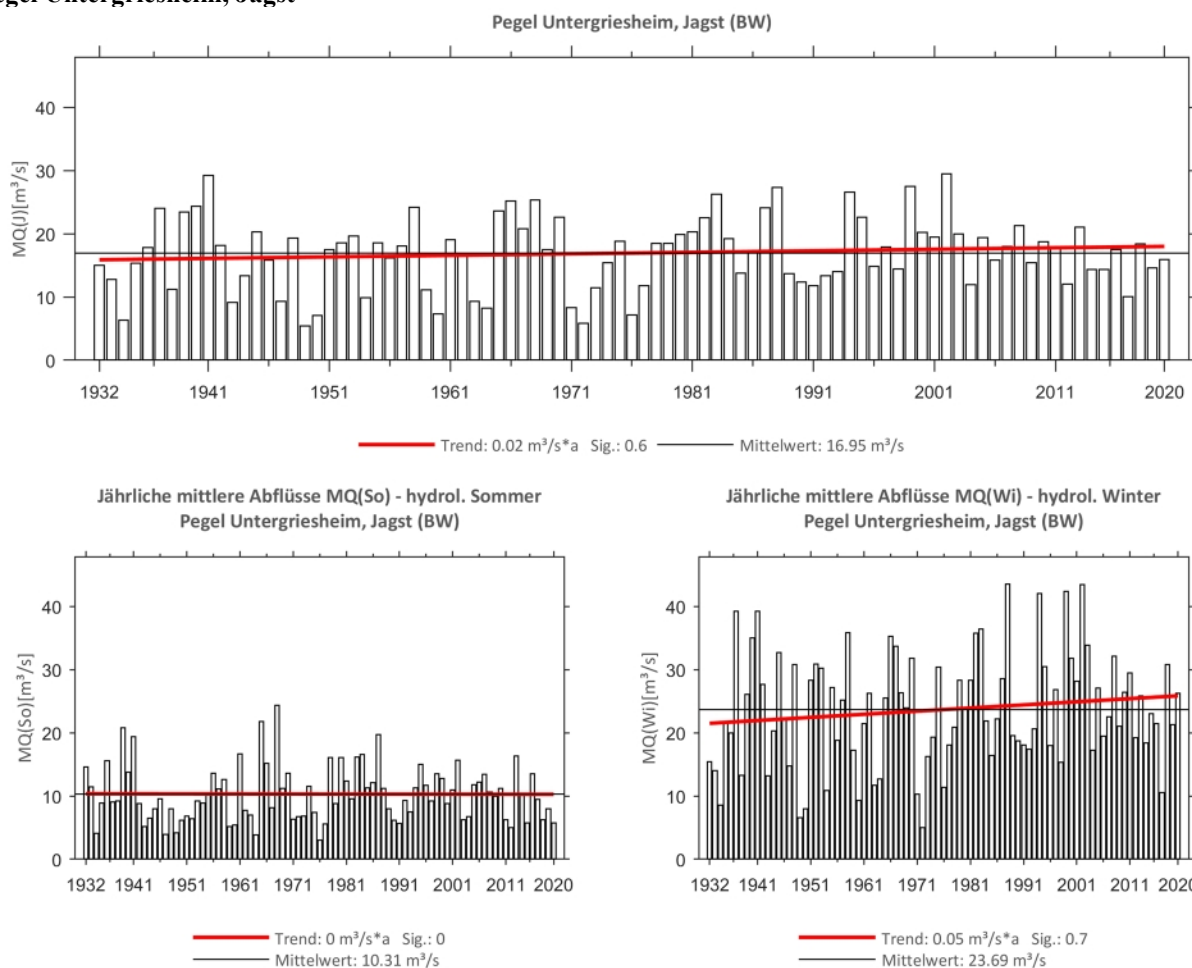 Pegel Untergriesheim, Jagst
Pegel Untergriesheim, Jagst (BW)
MQ(J)[m³/s]
40
30
20
10
0
1932 1941 1951 1961 1971 1981 1991 2001 2011 2020
Trend: 0.02 m³/s*a Sig.: 0.6 Mittelwert: 16.95 m³/s
Jährliche mittlere Abflüsse MQ(So) - hydrol. Sommer
Pegel Untergriesheim, Jagst (BW)
MQ(So)[m³/s]
40
30
20
10
0
1932 1941 1951 1961 1971 1981 1991 2001 2011 2020
Trend: 0 m³/s*a Sig.: 0
Mittelwert: 10.31 m³/s
Jährliche mittlere Abflüsse MQ(Wi) - hydrol. Winter
Pegel Untergriesheim, Jagst (BW)
MQ(Wi)[m³/s]
40
30
20
10
0
1932 1941 1951 1961 1971 1981 1991 2001 2011 2020
Trend: 0.05 m³/s*a Sig.: 0.7
Mittelwert: 23.69 m³/s